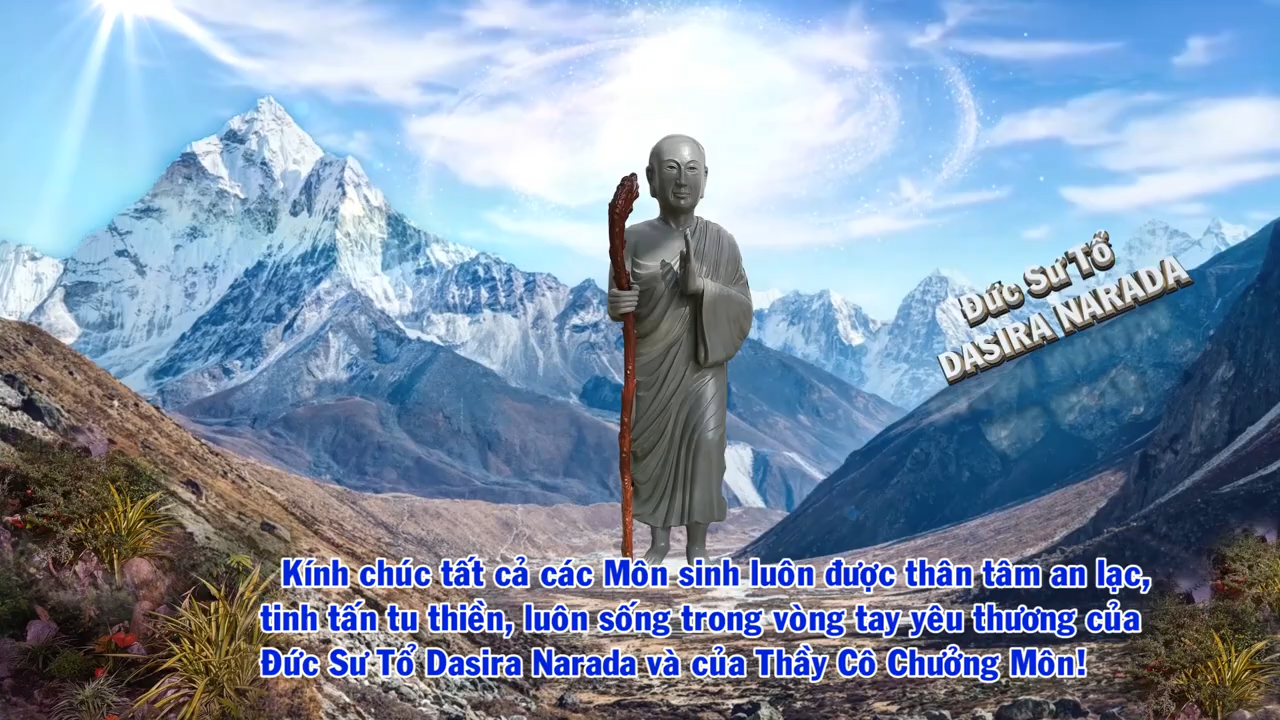 Đức Sư Tổ
DASIRA NARADA
Kính chúc tất cả các Môn sinh luôn được thân tâm an lạc,
tinh tấn tu thiền, luôn sống trong vòng tay yêu thương của
Đức Sư Tổ Dasira Narada và của Thầy Cô Chưởng Môn!